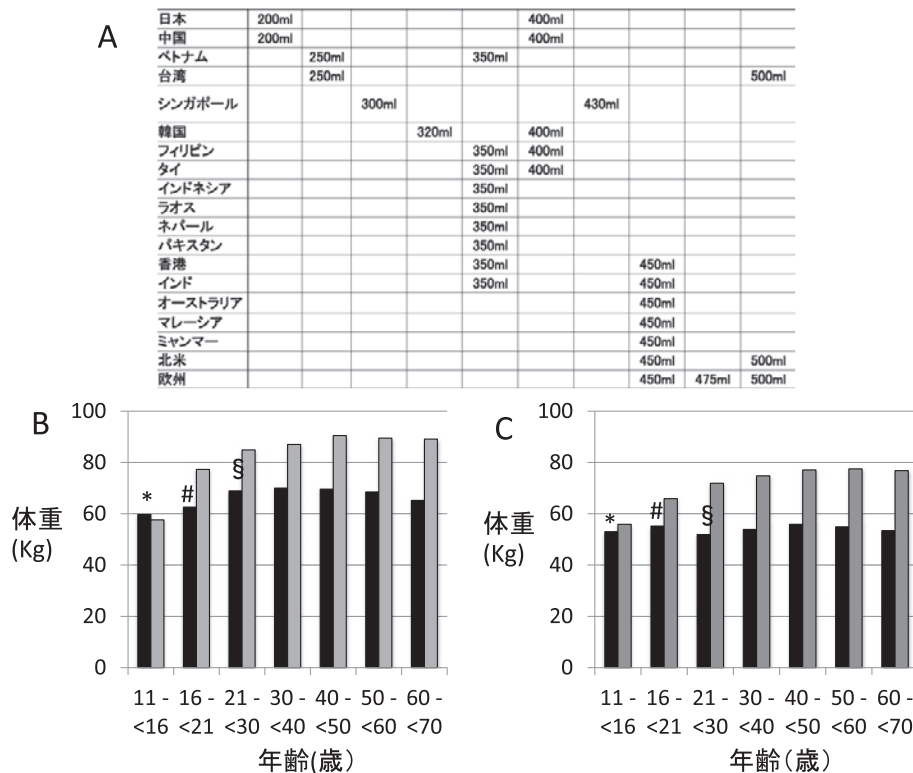 A
日本 200ml 400ml
中国 200ml 400ml
ベトナム 250ml 350ml
台湾 250ml 500ml
シンガポール 300ml 430ml
韓国 320ml 400ml
フィリピン 350ml 400ml
タイ 350ml 400ml
インドネシア 350ml
ラオス 350ml
ネパール 350ml
パキスタン 350ml
香港 350ml 450ml
インド 350ml 450ml
オーストラリア 450ml
マレーシア 450ml
ミャンマー 450ml
北米 450ml 500ml
欧州 450ml 475ml 500ml
B
体重
(Kg)
100
80
60
40
20
0
* # §
11 - 16 - 21 - 30 - 40 - 50 - 60 -
<16 <21 <30 <40 <50 <60 <70
年齢(歳)
C
体重
(Kg)
100
80
60
40
20
0
* # §
11 - 16 - 21 - 30 - 40 - 50 - 60 -
<16 <21 <30 <40 <50 <60 <70
年齢(歳)